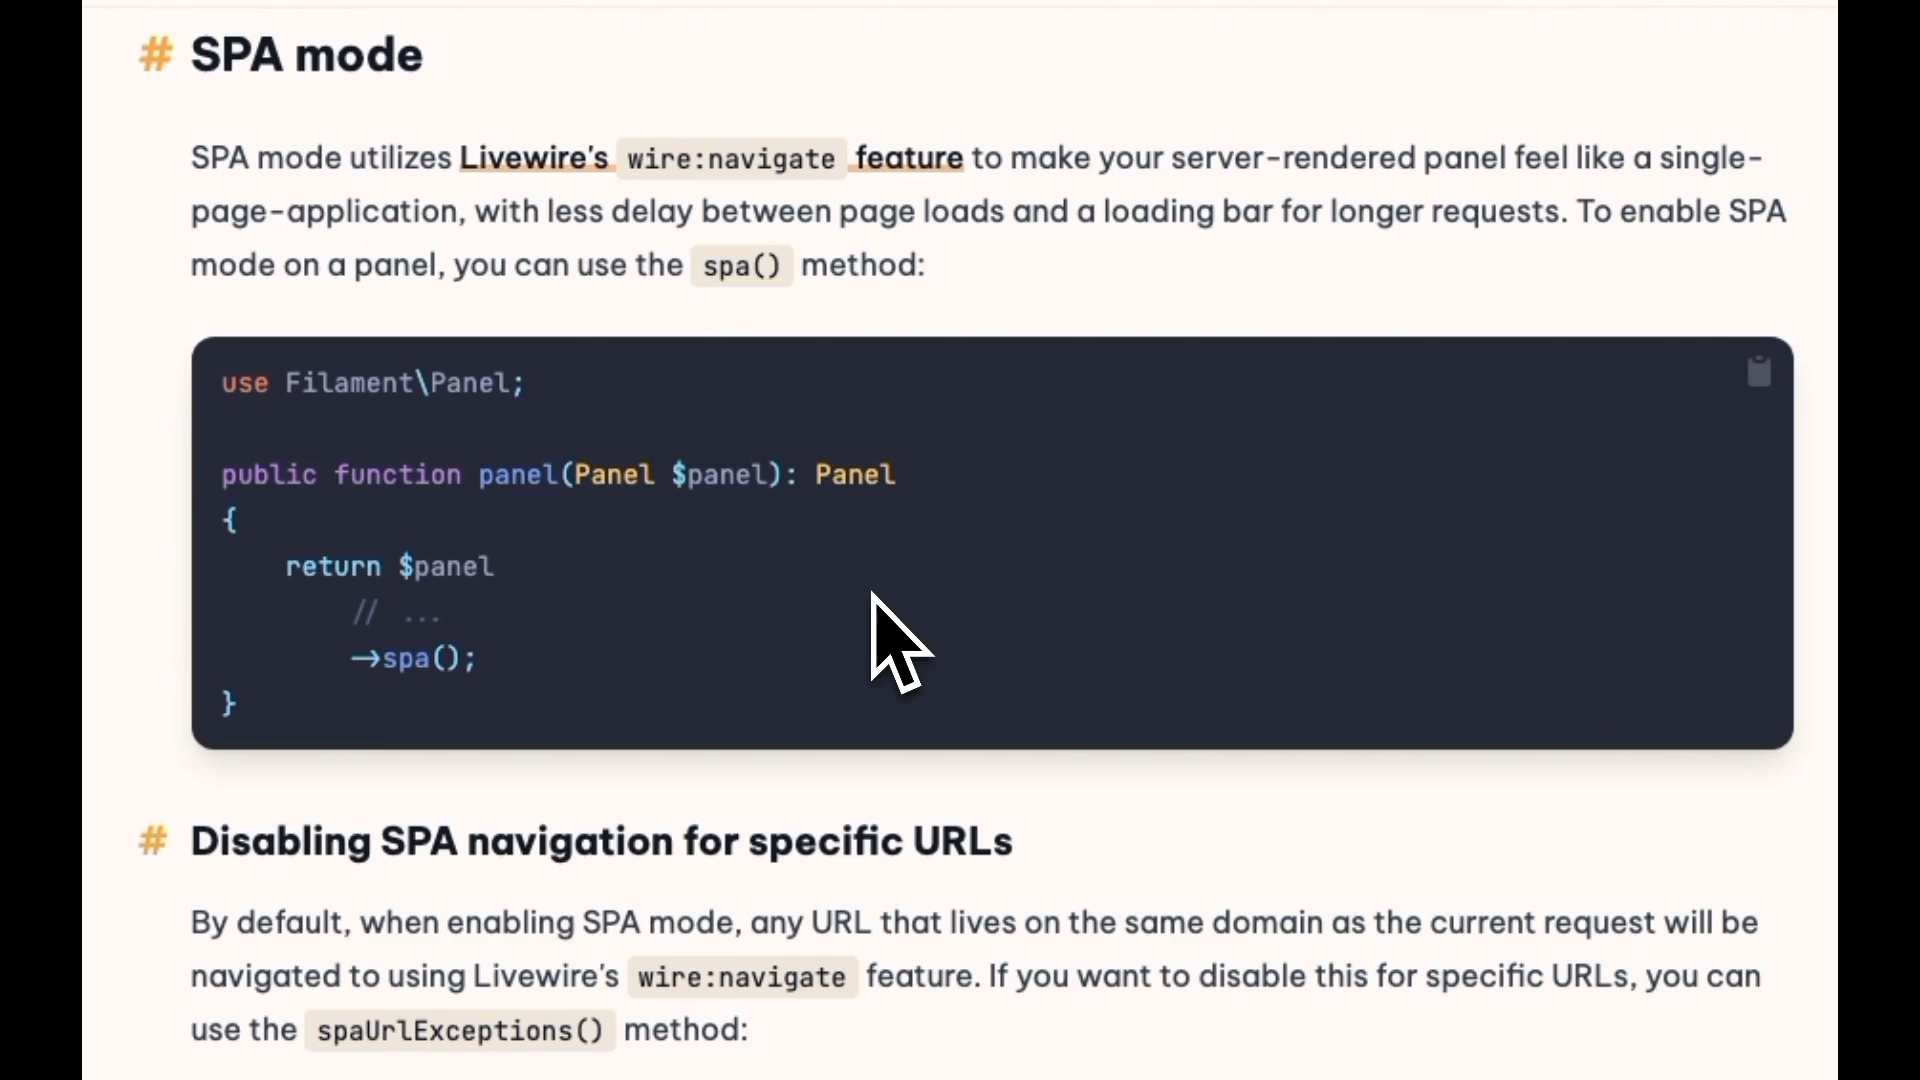 # SPA mode
SPA mode utilizes Livewire's wire:navigate feature to make your server-rendered panel feel like a single-
page-application, with less delay between page loads and a loading bar for longer requests. To enable SPA
mode on a panel, you can use the spa() method:
use Filament\Panel;
public function panel(Panel $panel): Panel
{
    return $panel
        // ...
        ->spa();
}
# Disabling SPA navigation for specific URLs
By default, when enabling SPA mode, any URL that lives on the same domain as the current request will be
navigated to using Livewire's wire:navigate feature. If you want to disable this for specific URLs, you can
use the spaUrlExceptions() method: